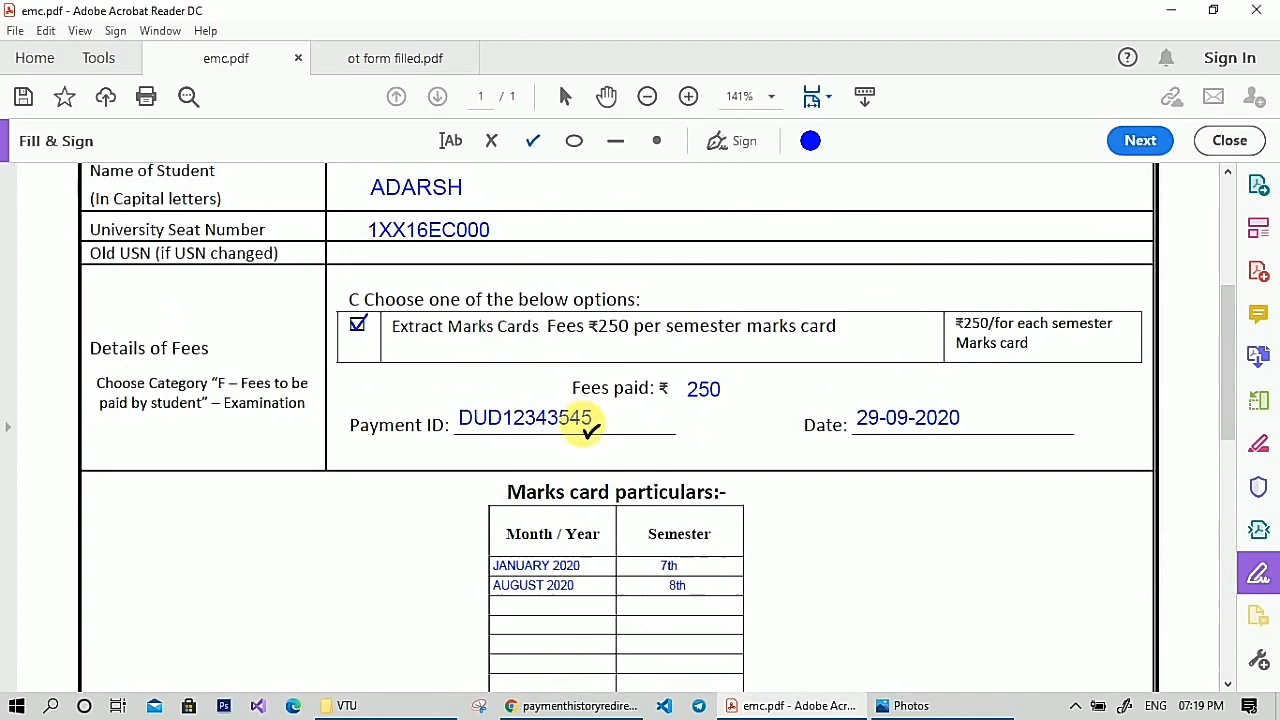 emc.pdf - Adobe Acrobat Reader DC
File Edit View Sign Window Help
Home Tools emc.pdf × ot form filled.pdf Sign In
1 / 1 141%
Fill & Sign Ab Sign Next Close
Name of Student
(In Capital letters) ADARSH
University Seat Number 1XX16EC000
Old USN (if USN changed)
C Choose one of the below options:
Extract Marks Cards Fees ₹250 per semester marks card ₹250/for each semester
Marks card
Details of Fees
Choose Category "F – Fees to be
paid by student" – Examination
Fees paid: ₹ 250
Payment ID: DUD12343545 Date: 29-09-2020
Marks card particulars:-
Month / Year Semester
JANUARY 2020 7th
AUGUST 2020 8th
VTU paymenthistoryredire... emc.pdf - Adobe Ac... Photos ENG 07:19 PM